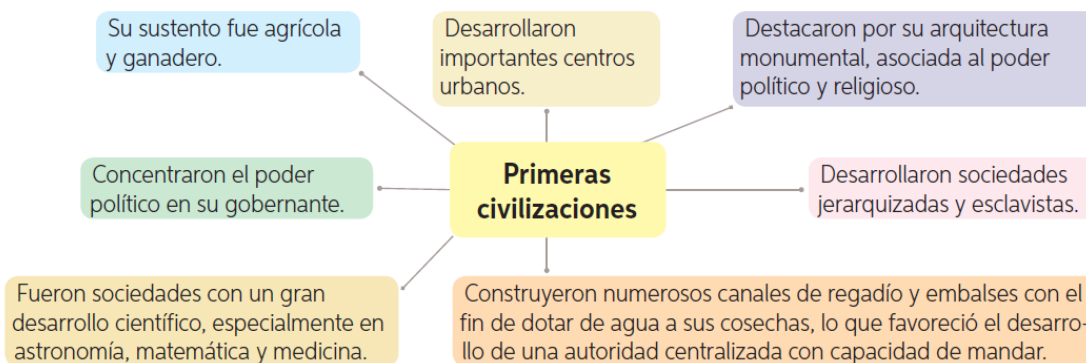 Su sustento fue agrícola
y ganadero.
Desarrollaron
importantes centros
urbanos.
Destacaron por su arquitectura
monumental, asociada al poder
político y religioso.
Concentraron el poder
político en su gobernante.
Primeras
civilizaciones
Desarrollaron sociedades
jerarquizadas y esclavistas.
Fueron sociedades con un gran
desarrollo científico, especialmente en
astronomía, matemática y medicina.
Construyeron numerosos canales de regadío y embalses con el
fin de dotar de agua a sus cosechas, lo que favoreció el desarro-
llo de una autoridad centralizada con capacidad de mandar.